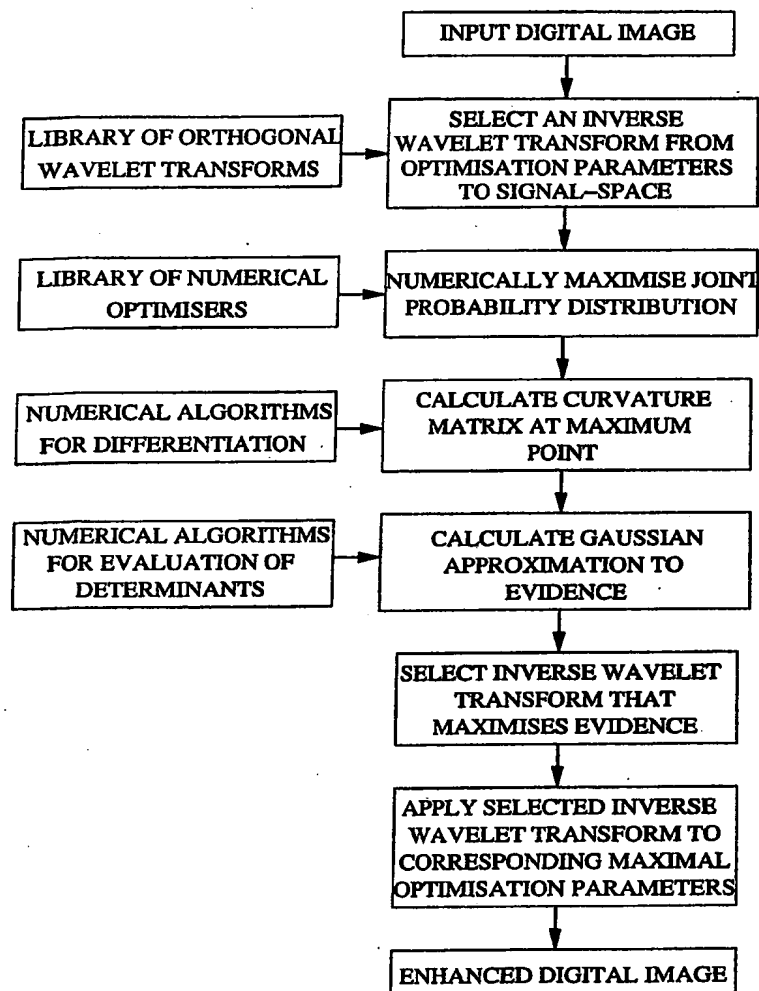 INPUT DIGITAL IMAGE
LIBRARY OF ORTHOGONAL
WAVELET TRANSFORMS
SELECT AN INVERSE
WAVELET TRANSFORM FROM
OPTIMISATION PARAMETERS
TO SIGNAL–SPACE
LIBRARY OF NUMERICAL
OPTIMISERS
NUMERICALLY MAXIMISE JOINT
PROBABILITY DISTRIBUTION
NUMERICAL ALGORITHMS
FOR DIFFERENTIATION
CALCULATE CURVATURE
MATRIX AT MAXIMUM
POINT
NUMERICAL ALGORITHMS
FOR EVALUATION OF
DETERMINANTS
CALCULATE GAUSSIAN
APPROXIMATION TO
EVIDENCE
SELECT INVERSE WAVELET
TRANSFORM THAT
MAXIMISES EVIDENCE
APPLY SELECTED INVERSE
WAVELET TRANSFORM TO
CORRESPONDING MAXIMAL
OPTIMISATION PARAMETERS
ENHANCED DIGITAL IMAGE